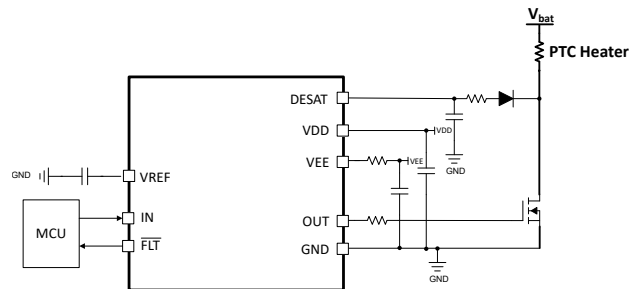 Vbat
PTC Heater
DESAT
VDD
VDD
VEE
VEE
GND
GND
VREF
MCU
IN
FLT
OUT
GND
GND